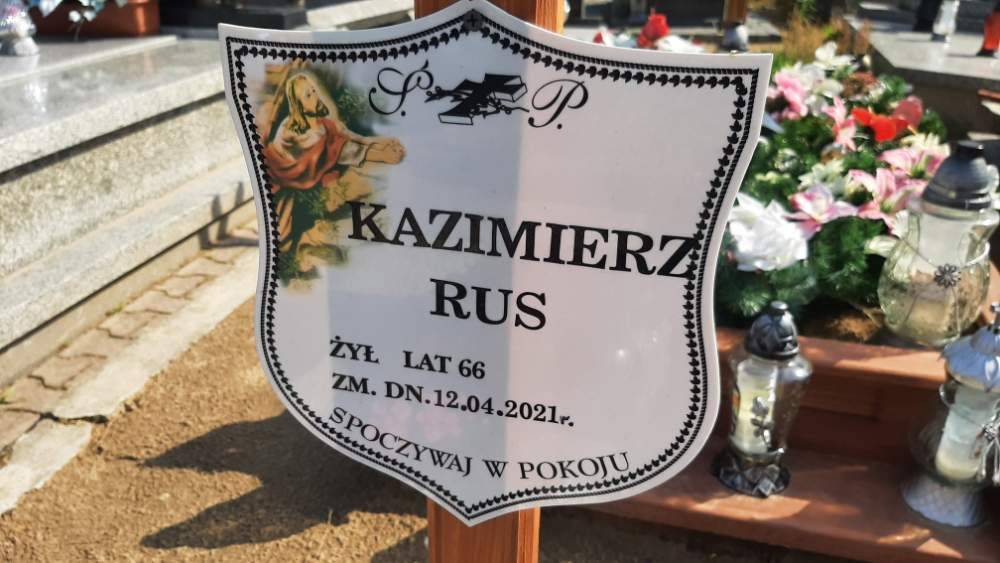 Ś. P.
KAZIMIERZ
RUS
ŻYŁ LAT 66
ZM. DN. 12.04.2021r.
SPOCZYWAJ W POKOJU